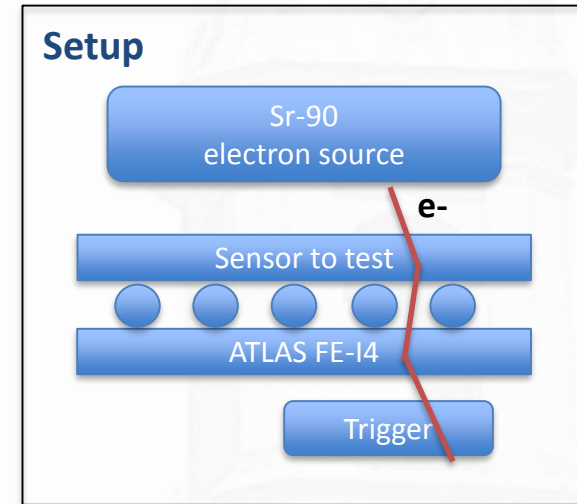 Setup
Sr-90
electron source
e-
Sensor to test
ATLAS FE-I4
Trigger